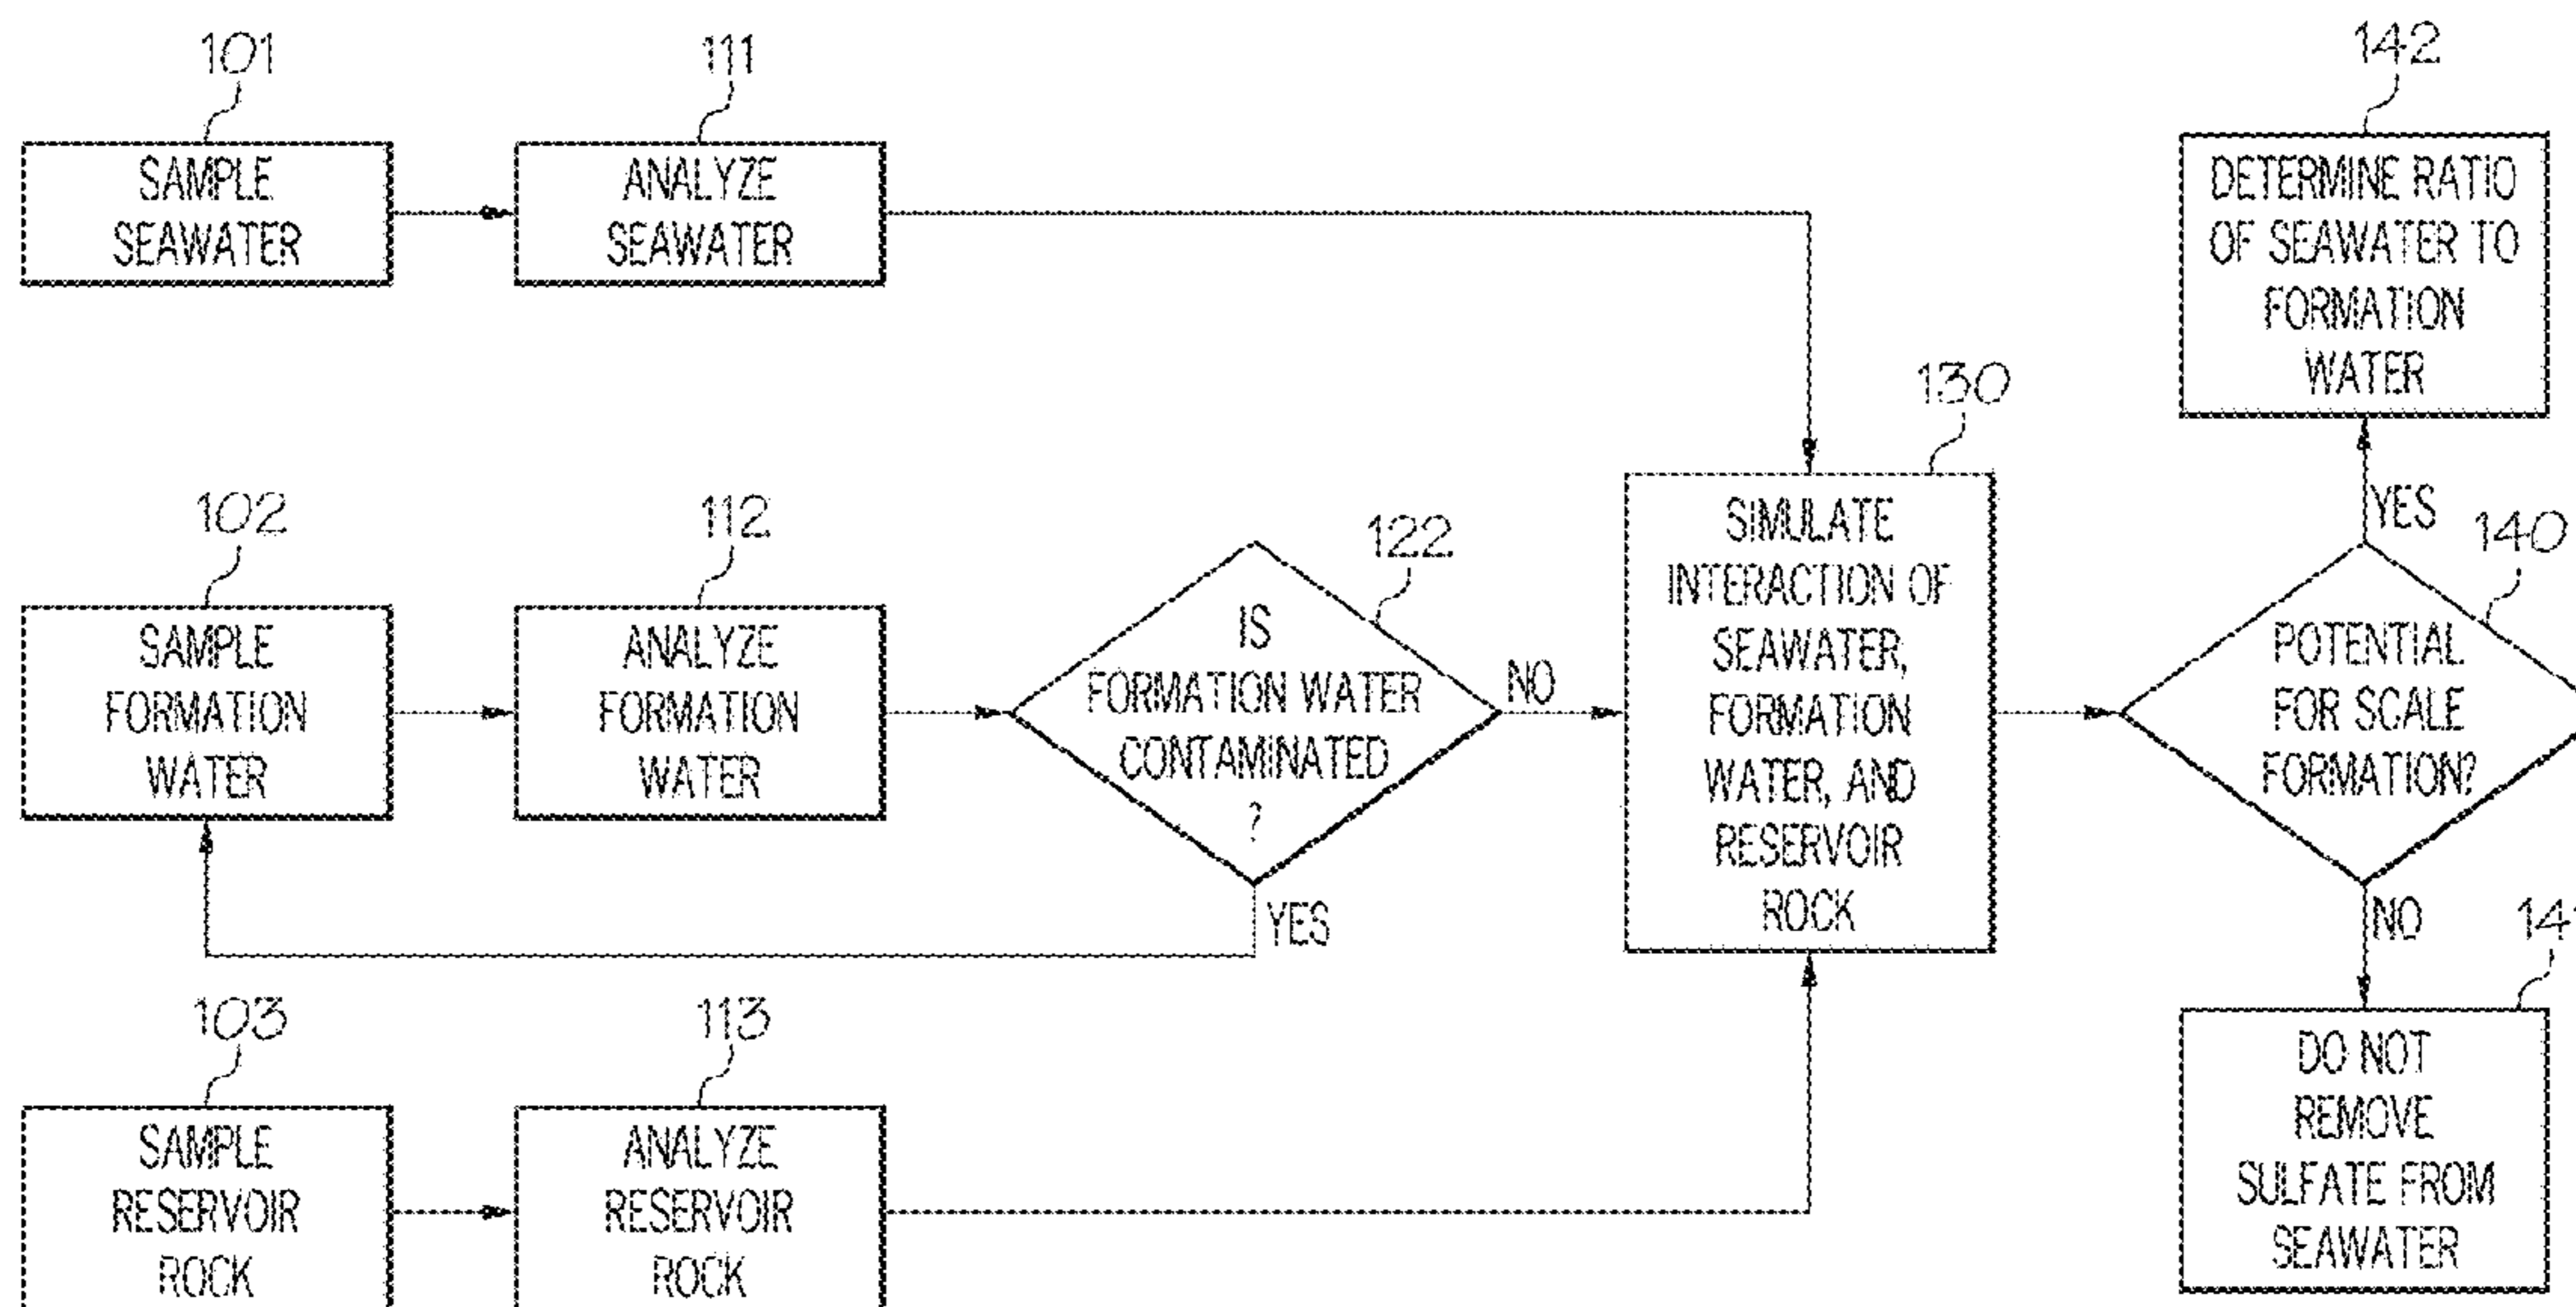 101
SAMPLE
SEAWATER
111
ANALYZE
SEAWATER
142
DETERMINE RATIO
OF SEAWATER TO
FORMATION
WATER
102
SAMPLE
FORMATION
WATER
112
ANALYZE
FORMATION
WATER
122
IS
FORMATION WATER
CONTAMINATED
?
NO
YES
130
SIMULATE
INTERACTION OF
SEAWATER,
FORMATION
WATER, AND
RESERVOIR
ROCK
YES
140
POTENTIAL
FOR SCALE
FORMATION?
NO
103
SAMPLE
RESERVOIR
ROCK
113
ANALYZE
RESERVOIR
ROCK
DO NOT
REMOVE
SULFATE FROM
SEAWATER